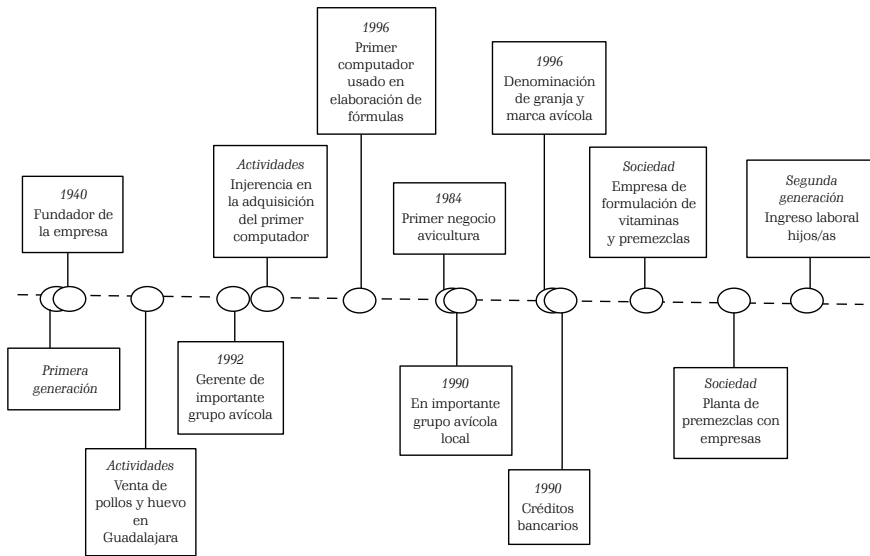 1940
Fundador de
la empresa
Primera
generación
Actividades
Venta de
pollos y huevo
en
Guadalajara
1992
Gerente de
importante
grupo avícola
Actividades
Injerencia en
la adquisición
del primer
computador
1996
Primer
computador
usado en
elaboración de
fórmulas
1984
Primer negocio
avicultura
1990
En importante
grupo avícola
local
1996
Denominación
de granja y
marca avícola
1990
Créditos
bancarios
Sociedad
Empresa de
formulación de
vitaminas
y premezclas
Sociedad
Planta de
premezclas con
empresas
Segunda
generación
Ingreso laboral
hijos/as